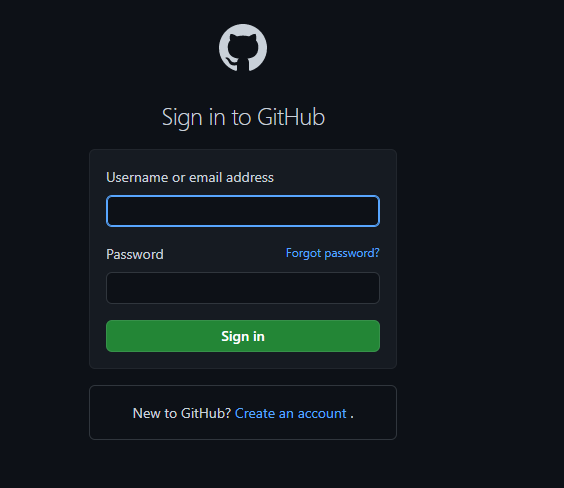 Sign in to GitHub
Username or email address
Password Forgot password?
Sign in
New to GitHub? Create an account .